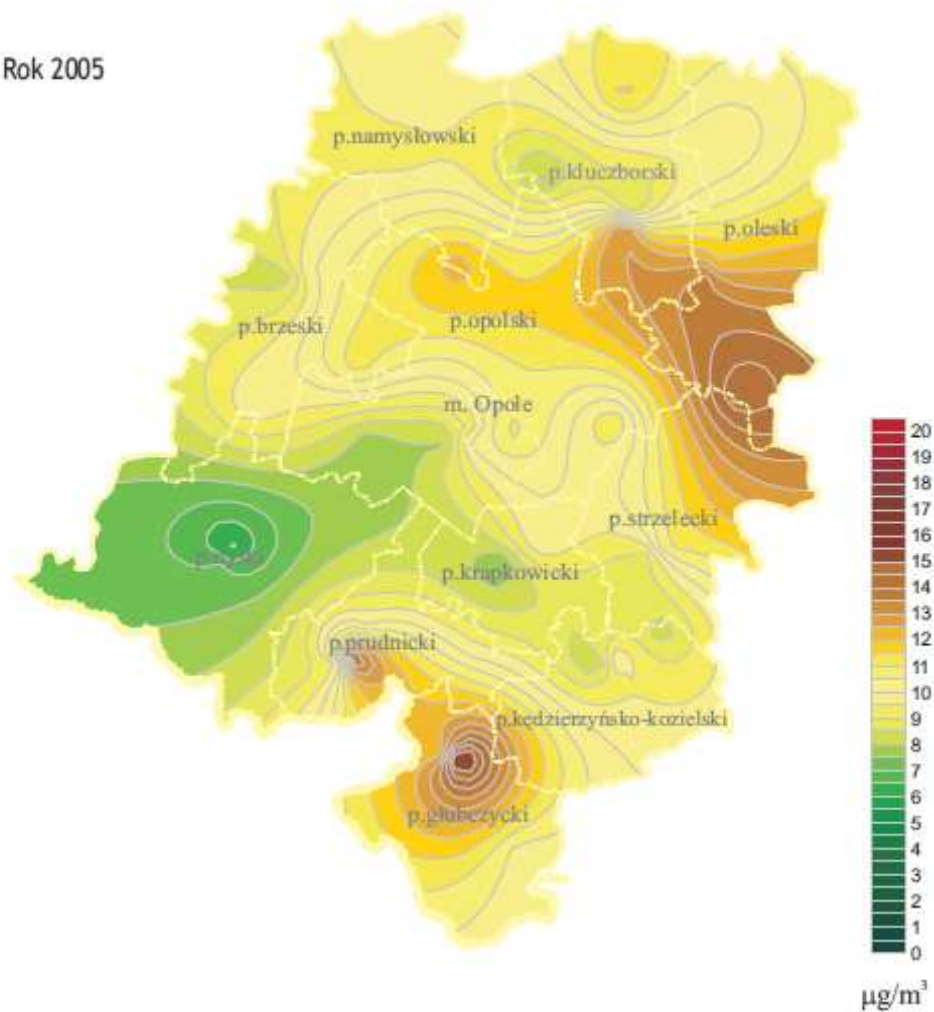 Rok 2005
p.namysłowski
p.kluczborski
p.oleski
p.brzeski
p.opolski
m. Opole
p.strzelecki
p.krapkowicki
p.prudnicki
p.kędzierzyńsko-kozielski
p.głubczycki
20
19
18
17
16
15
14
13
12
11
10
9
8
7
6
5
4
3
2
1
0
µg/m³